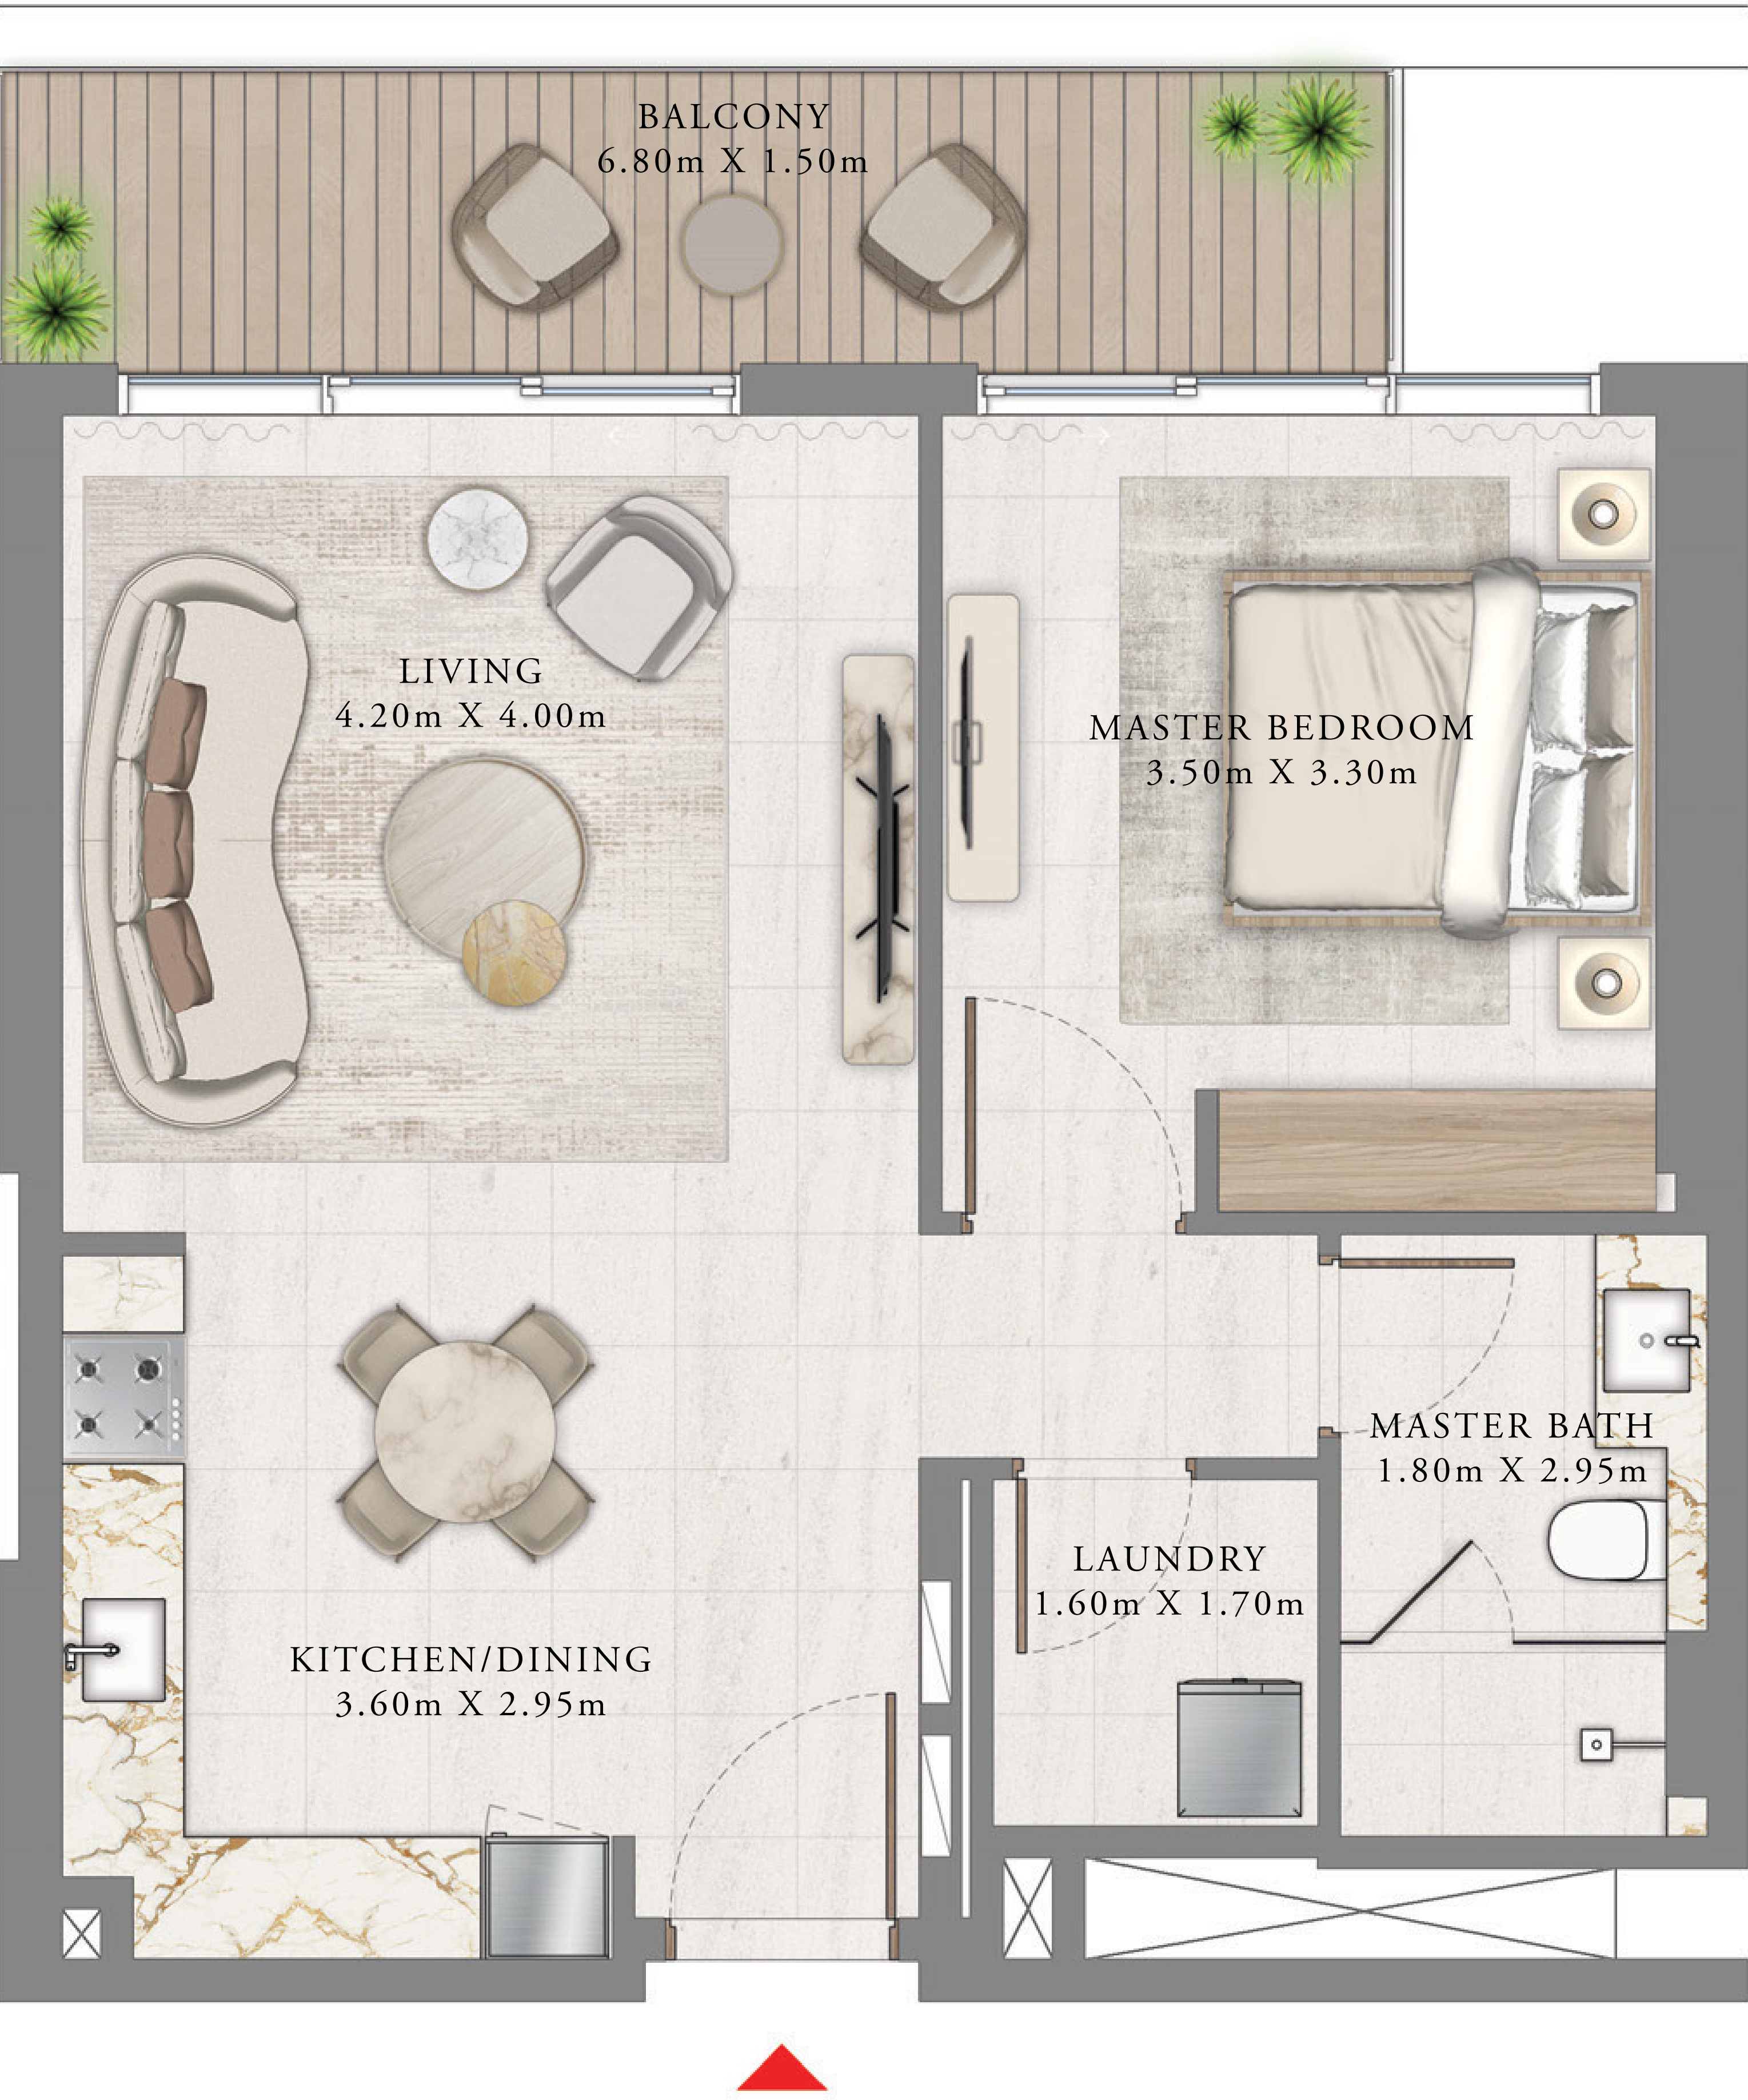 BALCONY
6.80m X 1.50m
LIVING
4.20m X 4.00m
MASTER BEDROOM
3.50m X 3.30m
MASTER BATH
1.80m X 2.95m
LAUNDRY
1.60m X 1.70m
KITCHEN/DINING
3.60m X 2.95m